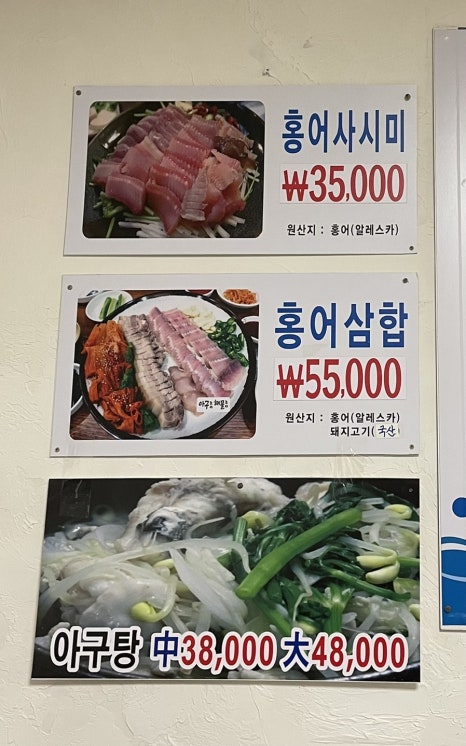 홍어사시미
₩35,000
원산지 : 홍어(알레스카)
홍어삼합
₩55,000
원산지 : 홍어(알레스카)
돼지고기(국산)
아구탕 中38,000 大48,000